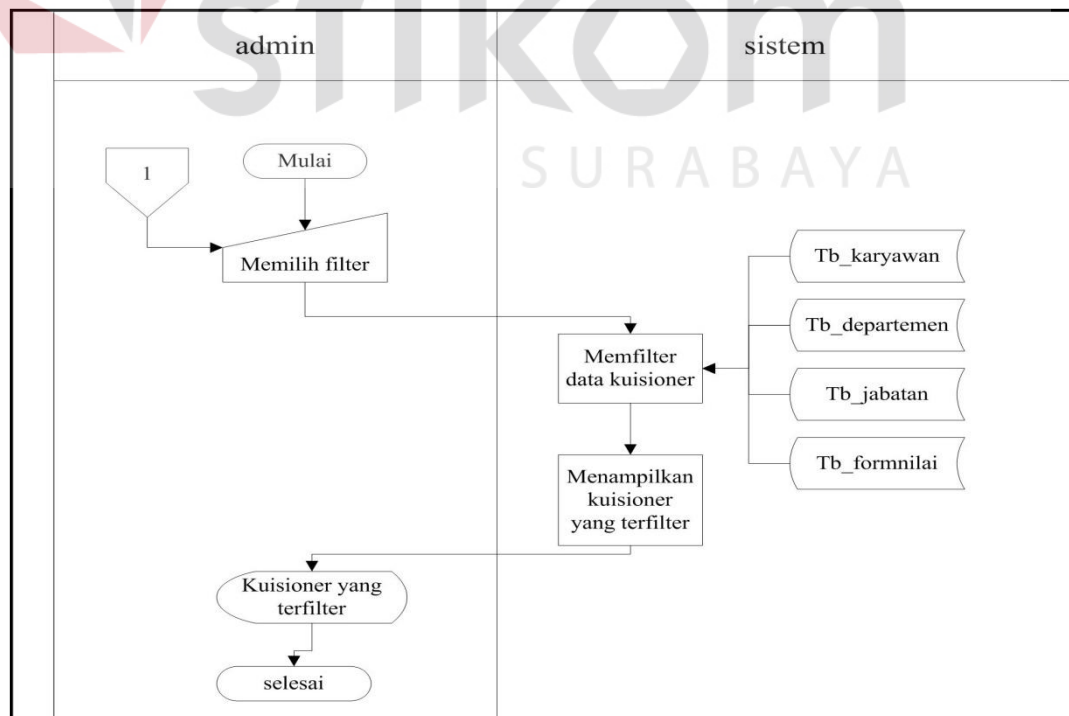 stikom
SURABAYA
admin
sistem
1
Mulai
Memilih filter
Tb_karyawan
Tb_departemen
Tb_jabatan
Tb_formnilai
Memfilter
data kuisioner
Menampilkan
kuisioner
yang terfilter
Kuisioner yang
terfilter
selesai